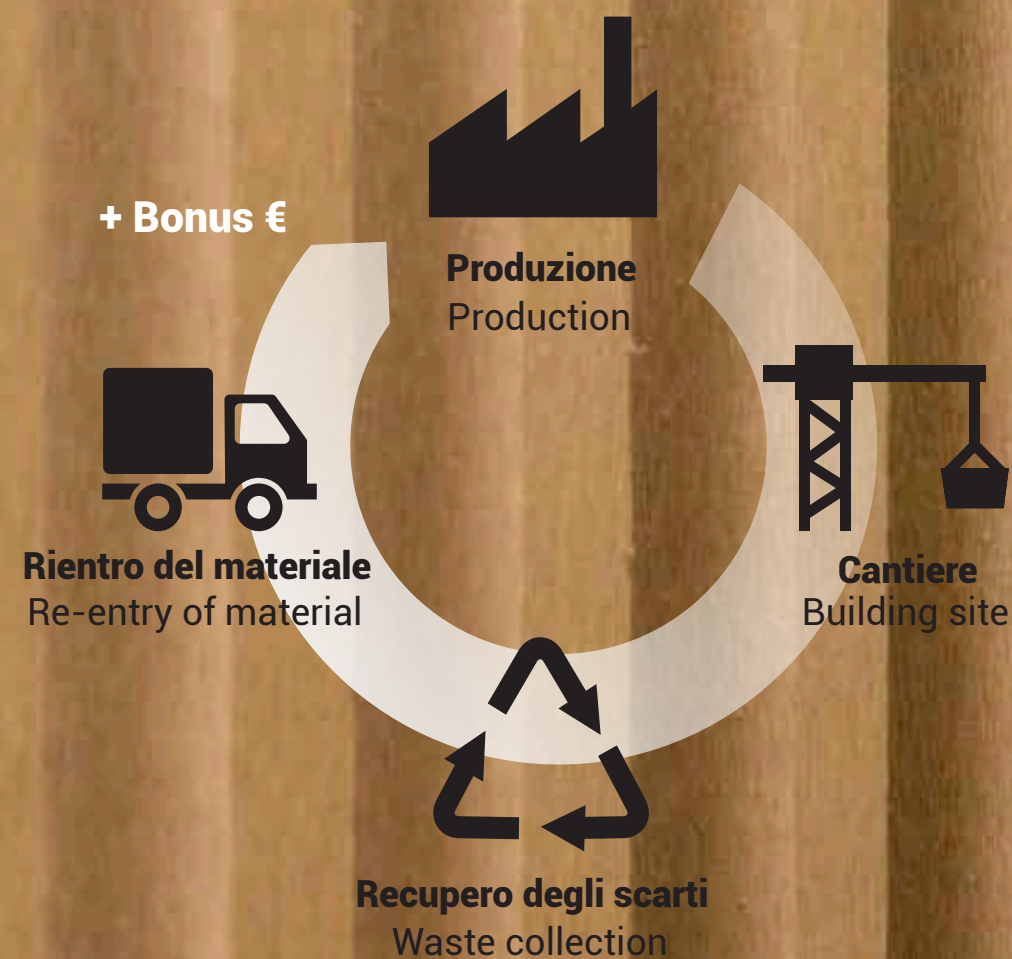 + Bonus €
Produzione
Production
Cantiere
Building site
Recupero degli scarti
Waste collection
Rientro del materiale
Re-entry of material